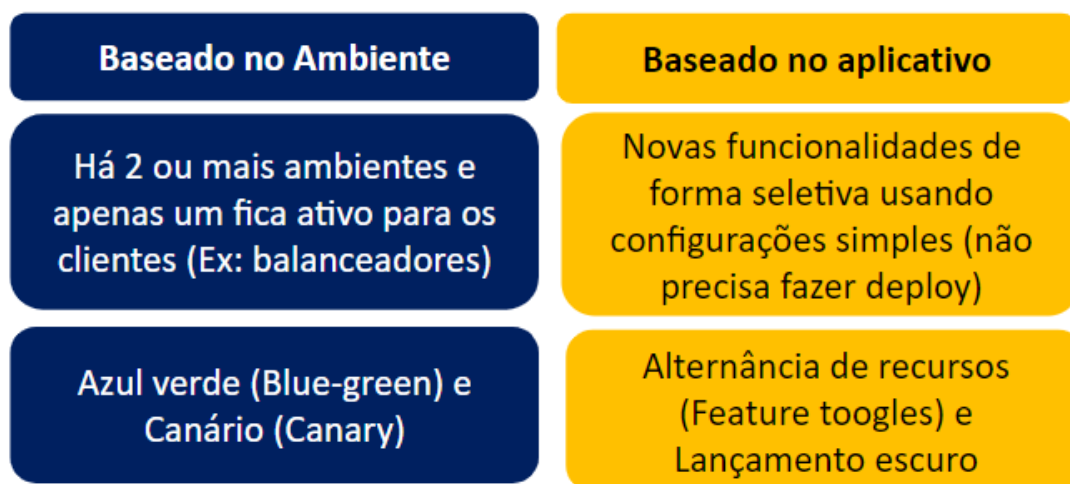 Baseado no Ambiente
Há 2 ou mais ambientes e
apenas um fica ativo para os
clientes (Ex: balanceadores)
Azul verde (Blue-green) e
Canário (Canary)
Baseado no aplicativo
Novas funcionalidades de
forma seletiva usando
configurações simples (não
precisa fazer deploy)
Alternância de recursos
(Feature toogles) e
Lançamento escuro